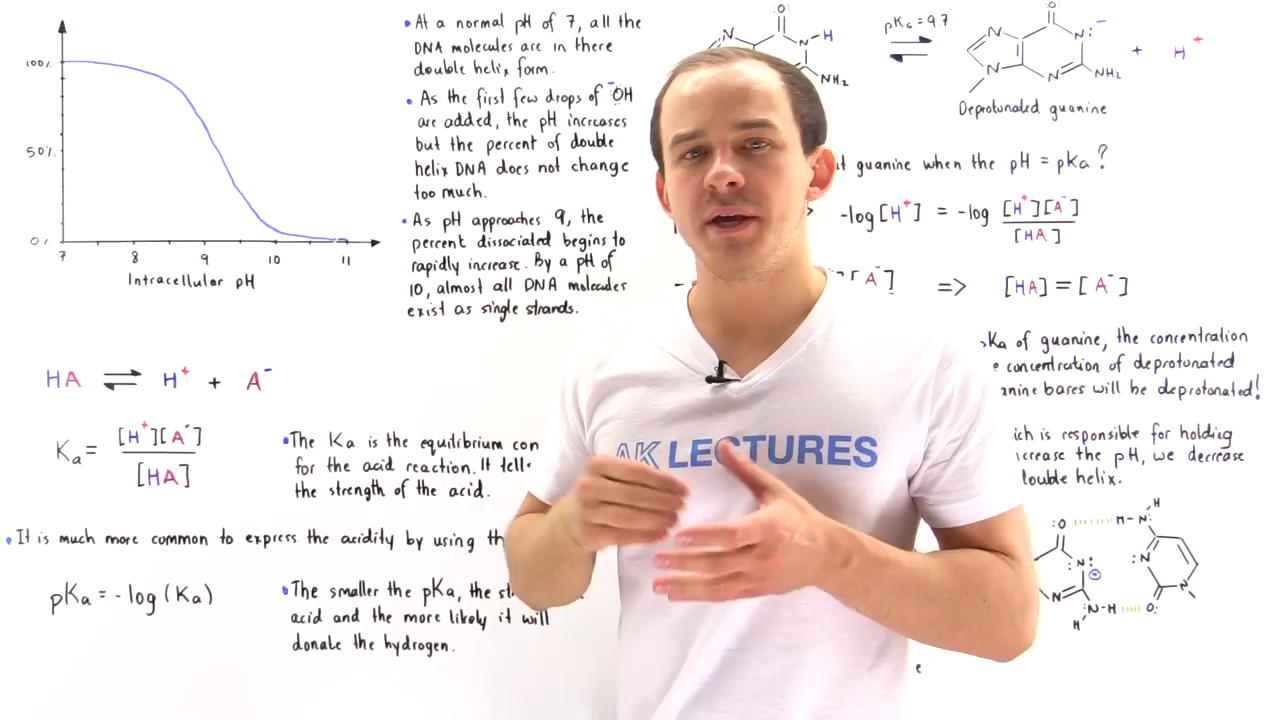 100%
50%
0%
7 8 9 10 11
Intracellular pH
• At a normal pH of 7, all the
DNA molecules are in there
double helix form.
• As the first few drops of ⁻OH
are added, the pH increases
but the percent of double
helix DNA does not change
too much.
• As pH approaches 9, the
percent dissociated begins to
rapidly increase. By a pH of
10, almost all DNA molecules
exist as single strands.
HA ⇌ H⁺ + A⁻
Ka = [H⁺][A⁻] / [HA]
• The Ka is the equilibrium con
for the acid reaction. It tell
the strength of the acid.
• It is much more common to express the acidity by using th
pKa = -log(Ka)
• The smaller the pKa, the st
acid and the more likely it will
donate the hydrogen.
O N N-H N NH₂
pKa = 9.7
O N N:⁻ N N NH₂ + H⁺
Deprotonated guanine
guanine when the pH = pKa?
-log[H⁺] = -log [H⁺][A⁻] / [HA]
[A⁻] => [HA] = [A⁻]
Ka of guanine, the concentration
concentration of deprotonated
bases will be deprotonated!
is responsible for holding
the pH, we decrease
helix.
:O H-N-H
:N: ⊖ :N
N N-H :O
H N
AK LECTURES